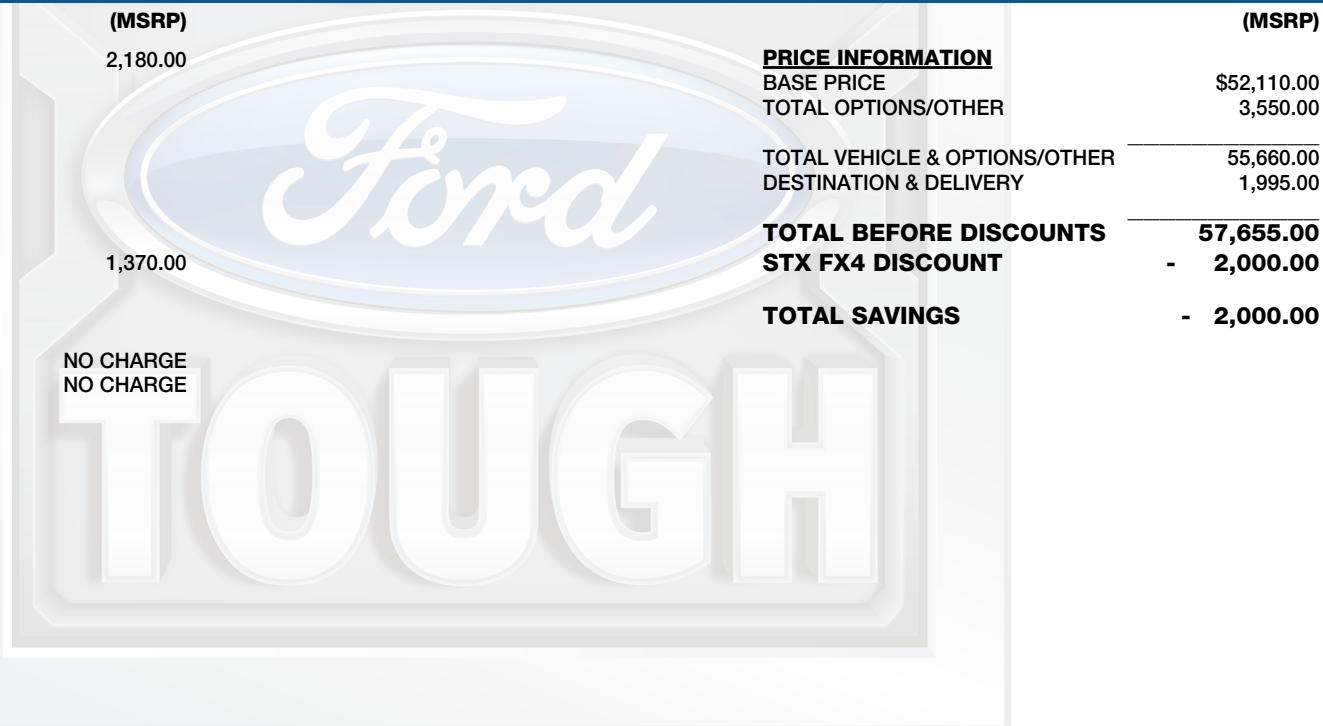 (MSRP)
2,180.00
1,370.00
NO CHARGE
NO CHARGE
(MSRP)
PRICE INFORMATION
BASE PRICE $52,110.00
TOTAL OPTIONS/OTHER 3,550.00
TOTAL VEHICLE & OPTIONS/OTHER 55,660.00
DESTINATION & DELIVERY 1,995.00
TOTAL BEFORE DISCOUNTS 57,655.00
STX FX4 DISCOUNT - 2,000.00
TOTAL SAVINGS - 2,000.00
Ford
TOUGH